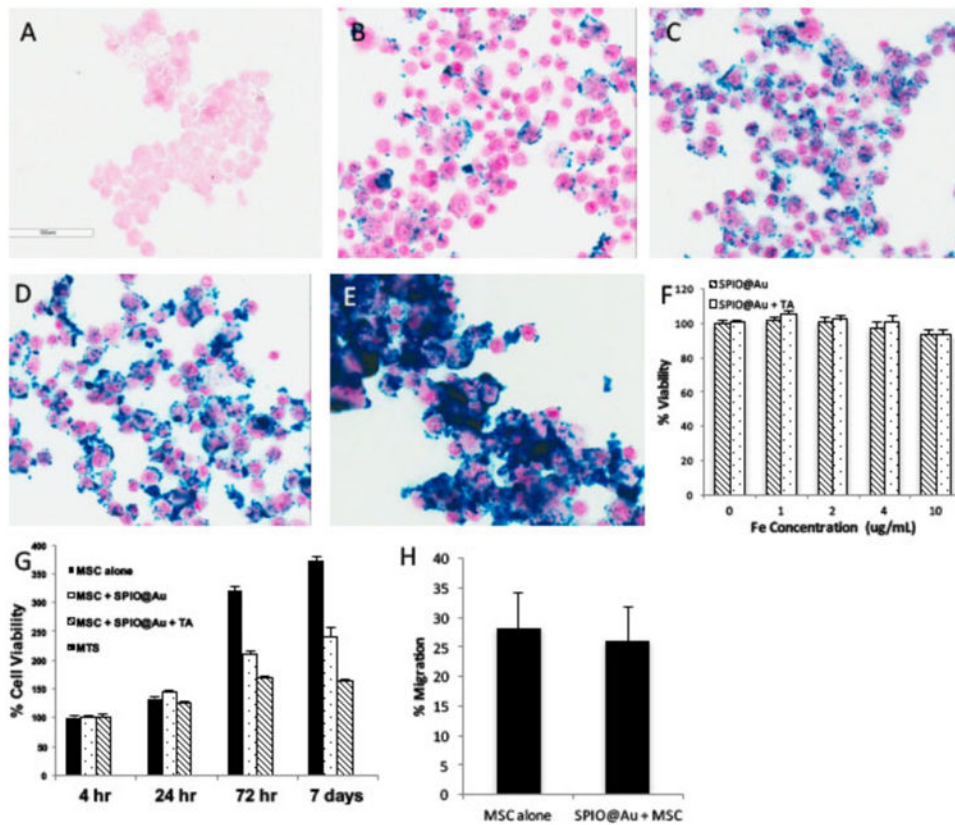 A
B
C
D
E
F
SPIO@Au
SPIO@Au + TA
120
100
80
60
40
20
0
% Viability
0 1 2 4 10
Fe Concentration (ug/mL)
G
MSC alone
MSC + SPIO@Au
MSC + SPIO@Au + TA
MTS
400
350
300
250
200
150
100
50
0
% Cell Viability
4 hr 24 hr 72 hr 7 days
H
40
35
30
25
20
15
10
5
0
% Migration
MSC alone SPIO@Au + MSC